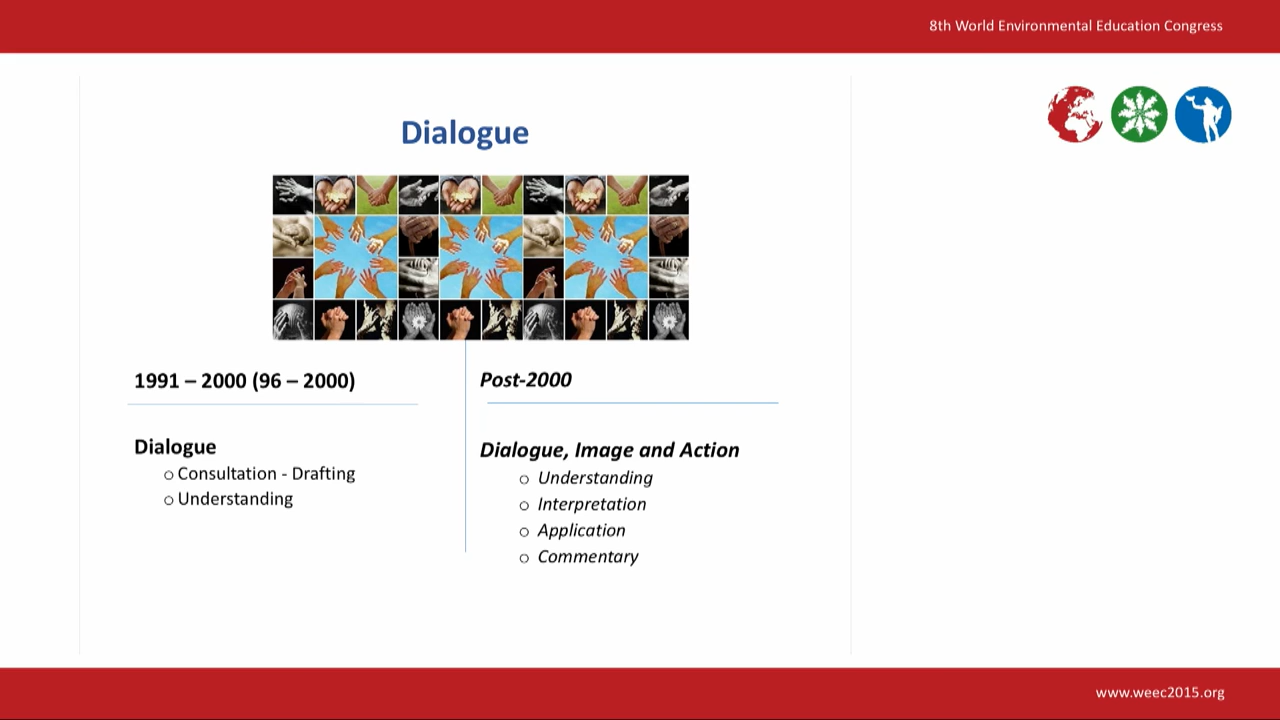 8th World Environmental Education Congress
Dialogue
1991 – 2000 (96 – 2000)
Dialogue
o Consultation - Drafting
o Understanding
Post-2000
Dialogue, Image and Action
o Understanding
o Interpretation
o Application
o Commentary
www.weec2015.org